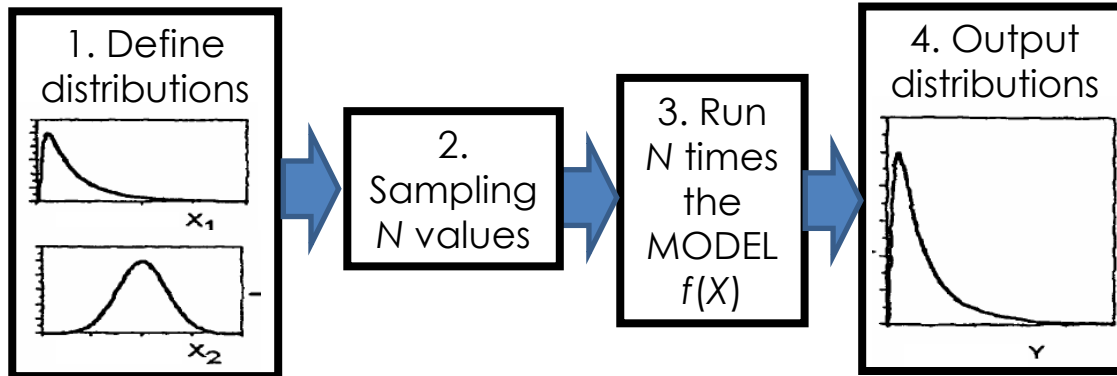 1. Define
distributions
X₁
X₂
2.
Sampling
N values
3. Run
N times
the
MODEL
f(X)
4. Output
distributions
Y